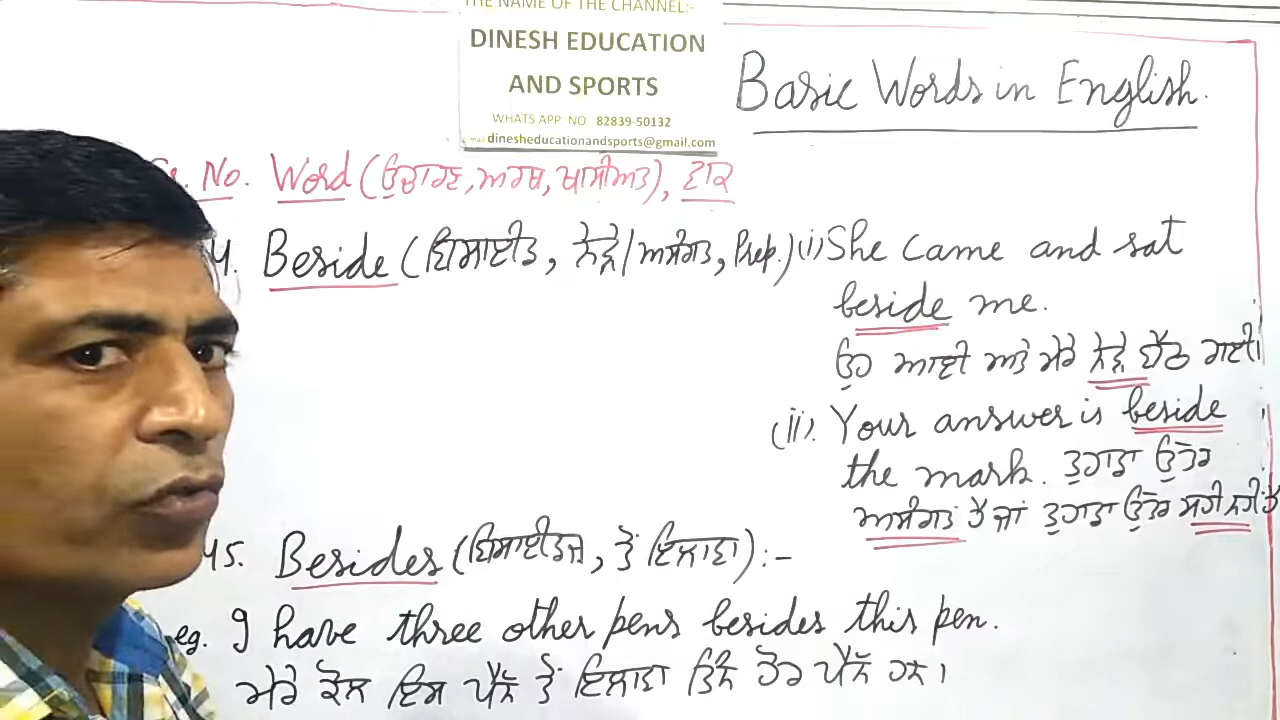 THE NAME OF THE CHANNEL:-
DINESH EDUCATION
AND SPORTS
WHATS APP NO. 82839-50132
dinesheducationandsports@gmail.com
Basic Words in English.
No. Word (ਉਚਾਰਣ, ਅਰਥ, ਖਾਸੀਅਤ), ਵਾਕ
4. Beside (ਬਿਸਾਈਡ, ਨੇੜੇ/ਅਸੰਗਤ, Prep.) (i) She came and sat
beside me.
ਉਹ ਆਈ ਅਤੇ ਮੇਰੇ ਨੇੜੇ ਬੈਠ ਗਈ।
(ii). Your answer is beside
the mark. ਤੁਹਾਡਾ ਉੱਤਰ
ਅਸੰਗਤ ਹੈ ਜਾਂ ਤੁਹਾਡਾ ਉੱਤਰ ਸਹੀ ਨਹੀਂ ਹੈ
45. Besides (ਬਿਸਾਈਡਜ਼, ਤੋਂ ਇਲਾਵਾ) :-
eg. I have three other pens besides this pen.
ਮੇਰੇ ਕੋਲ ਇਸ ਪੈੱਨ ਤੋਂ ਇਲਾਵਾ ਤਿੰਨ ਹੋਰ ਪੈੱਨ ਹਨ।